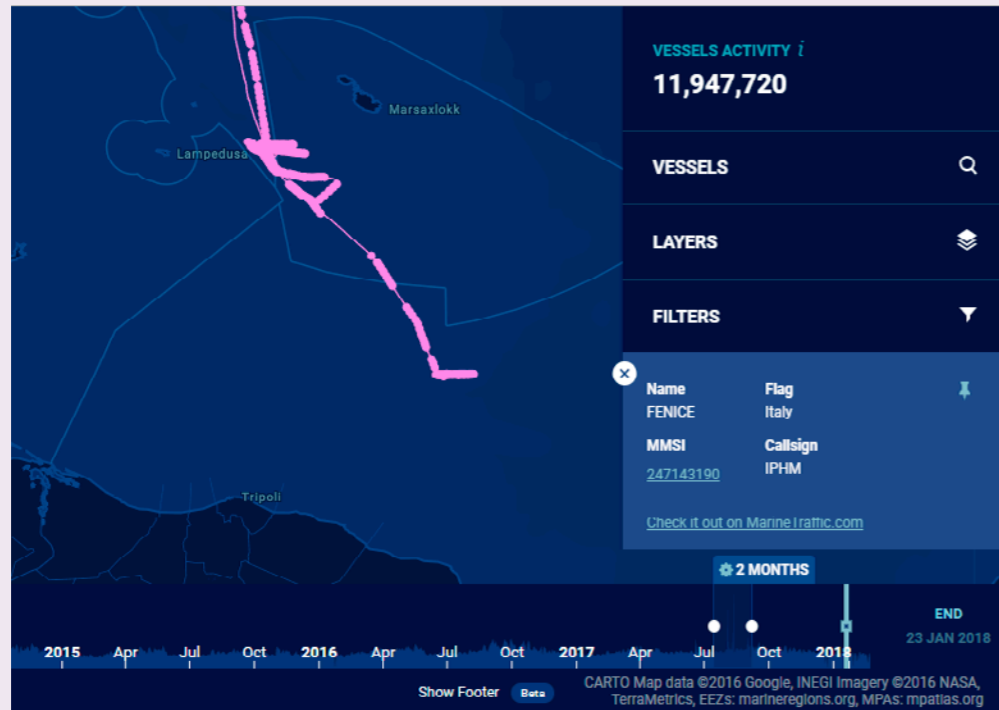 VESSELS ACTIVITY i
11,947,720
Marsaxlokk
Lampedusa
VESSELS
LAYERS
FILTERS
Name Flag
FENICE Italy
MMSI Callsign
247143190 IPHM
Tripoli
Check it out on MarineTraffic.com
2 MONTHS
END
23 JAN 2018
2015 Apr Jul Oct 2016 Apr Jul Oct 2017 Apr Jul Oct 2018
Show Footer Beta
CARTO Map data ©2016 Google, INEGI Imagery ©2016 NASA,
TerraMetrics, EEZs: marineregions.org, MPAs: mpatlas.org